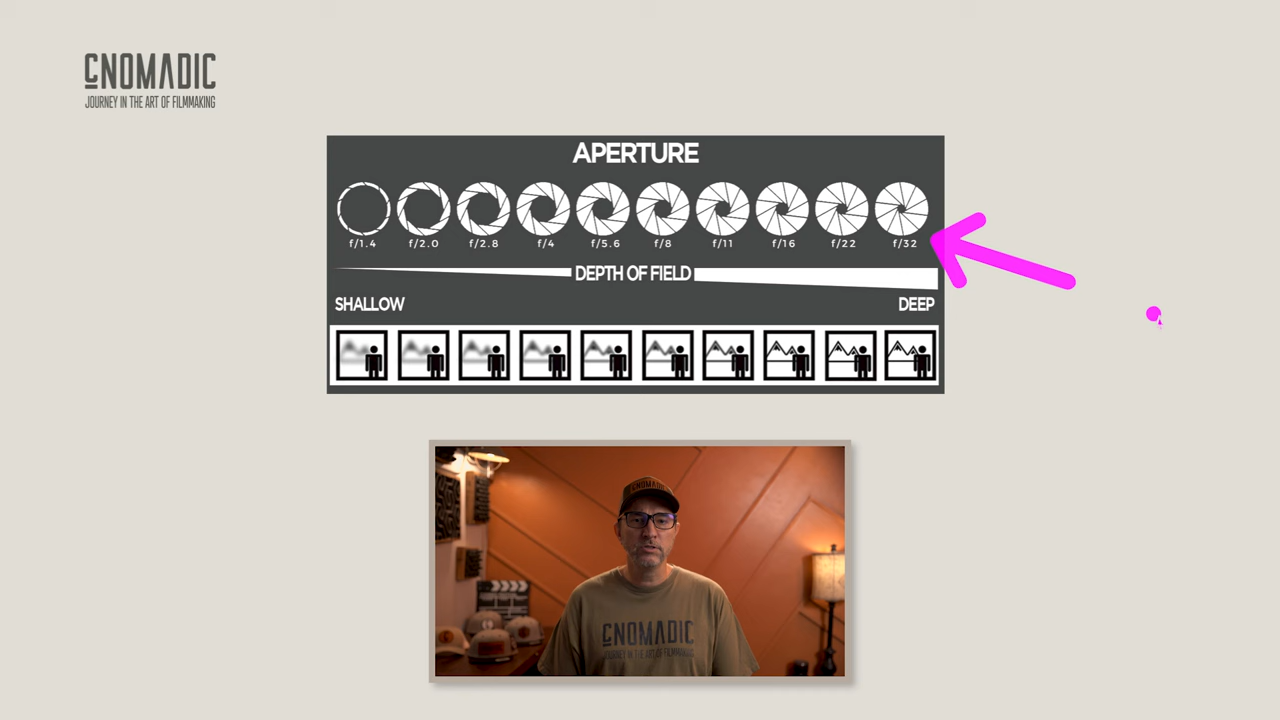 CNOMADIC
JOURNEY IN THE ART OF FILMMAKING
APERTURE
f/1.4 f/2.0 f/2.8 f/4 f/5.6 f/8 f/11 f/16 f/22 f/32
DEPTH OF FIELD
SHALLOW DEEP
CNOMADIC
CNOMADIC
JOURNEY IN THE ART OF FILMMAKING